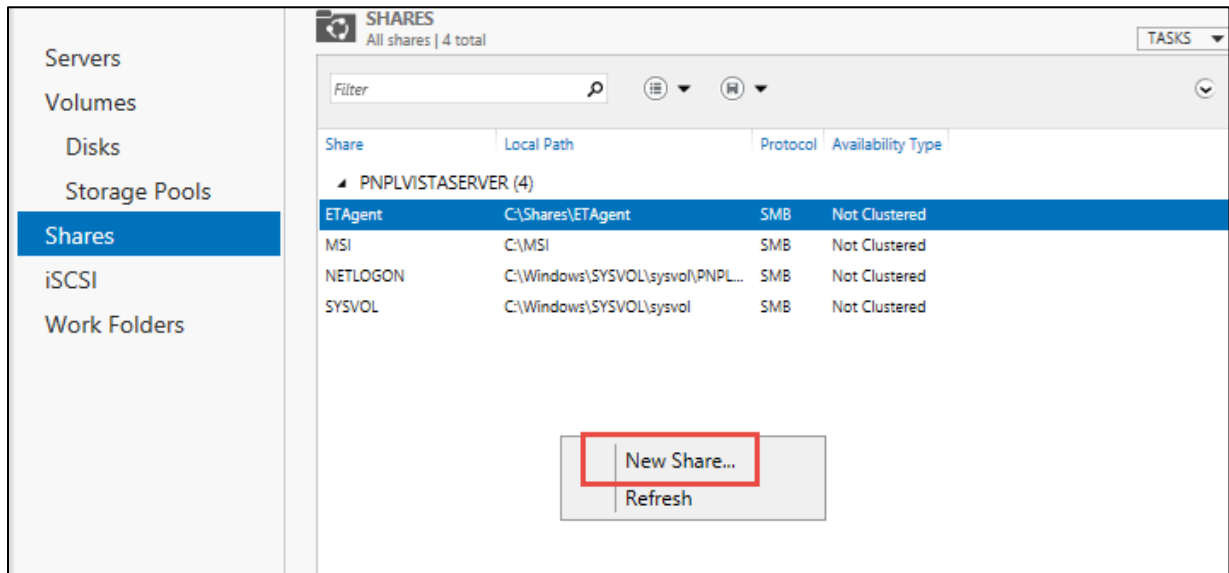 SHARES
All shares | 4 total
TASKS
Servers
Volumes
Disks
Storage Pools
Shares
iSCSI
Work Folders
Filter
Share Local Path Protocol Availability Type
PNPLVISTASERVER (4)
ETAgent C:\Shares\ETAgent SMB Not Clustered
MSI C:\MSI SMB Not Clustered
NETLOGON C:\Windows\SYSVOL\sysvol\PNPL... SMB Not Clustered
SYSVOL C:\Windows\SYSVOL\sysvol SMB Not Clustered
New Share...
Refresh